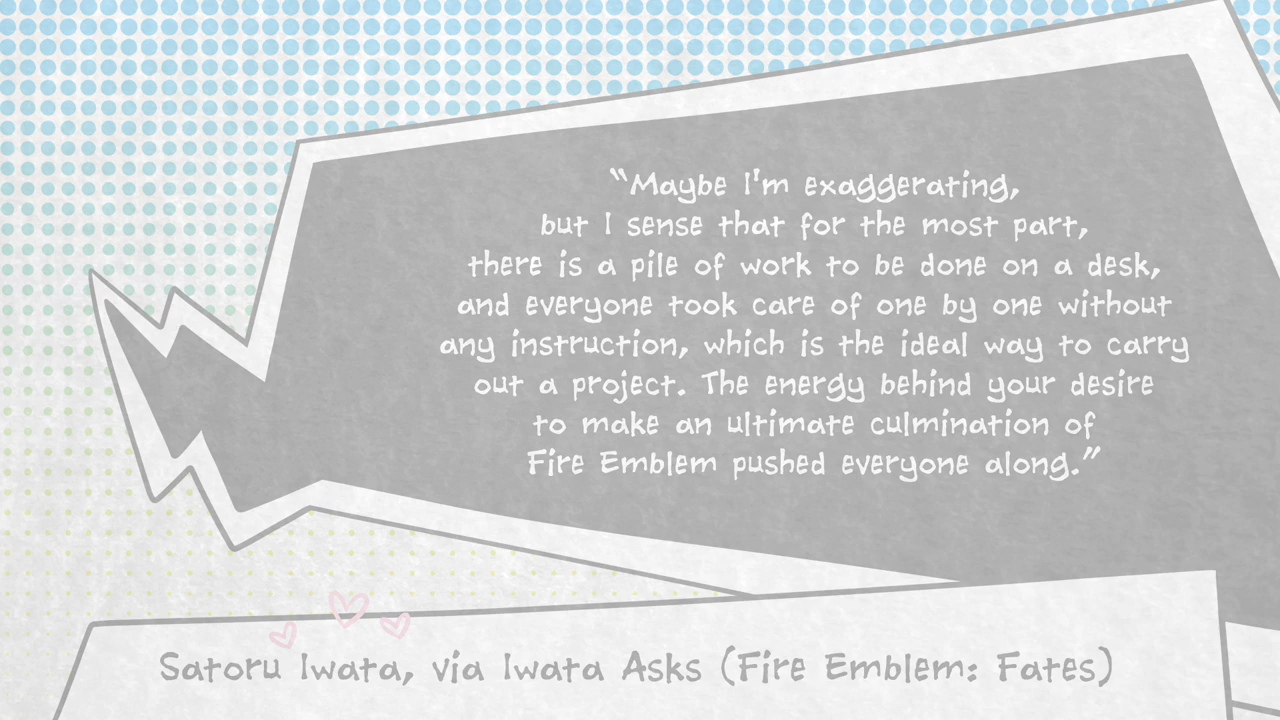 “Maybe I'm exaggerating,
but I sense that for the most part,
there is a pile of work to be done on a desk,
and everyone took care of one by one without
any instruction, which is the ideal way to carry
out a project. The energy behind your desire
to make an ultimate culmination of
Fire Emblem pushed everyone along.”
Satoru Iwata, via Iwata Asks (Fire Emblem: Fates)